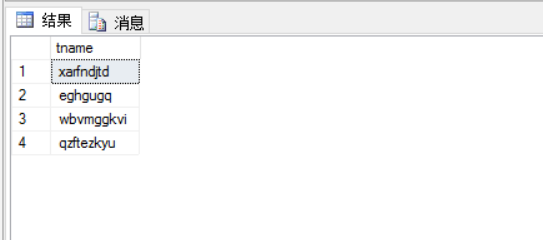 结果 消息
tname
1 xarfndjtd
2 eghgugq
3 wbvmggkvi
4 qzftezkyu